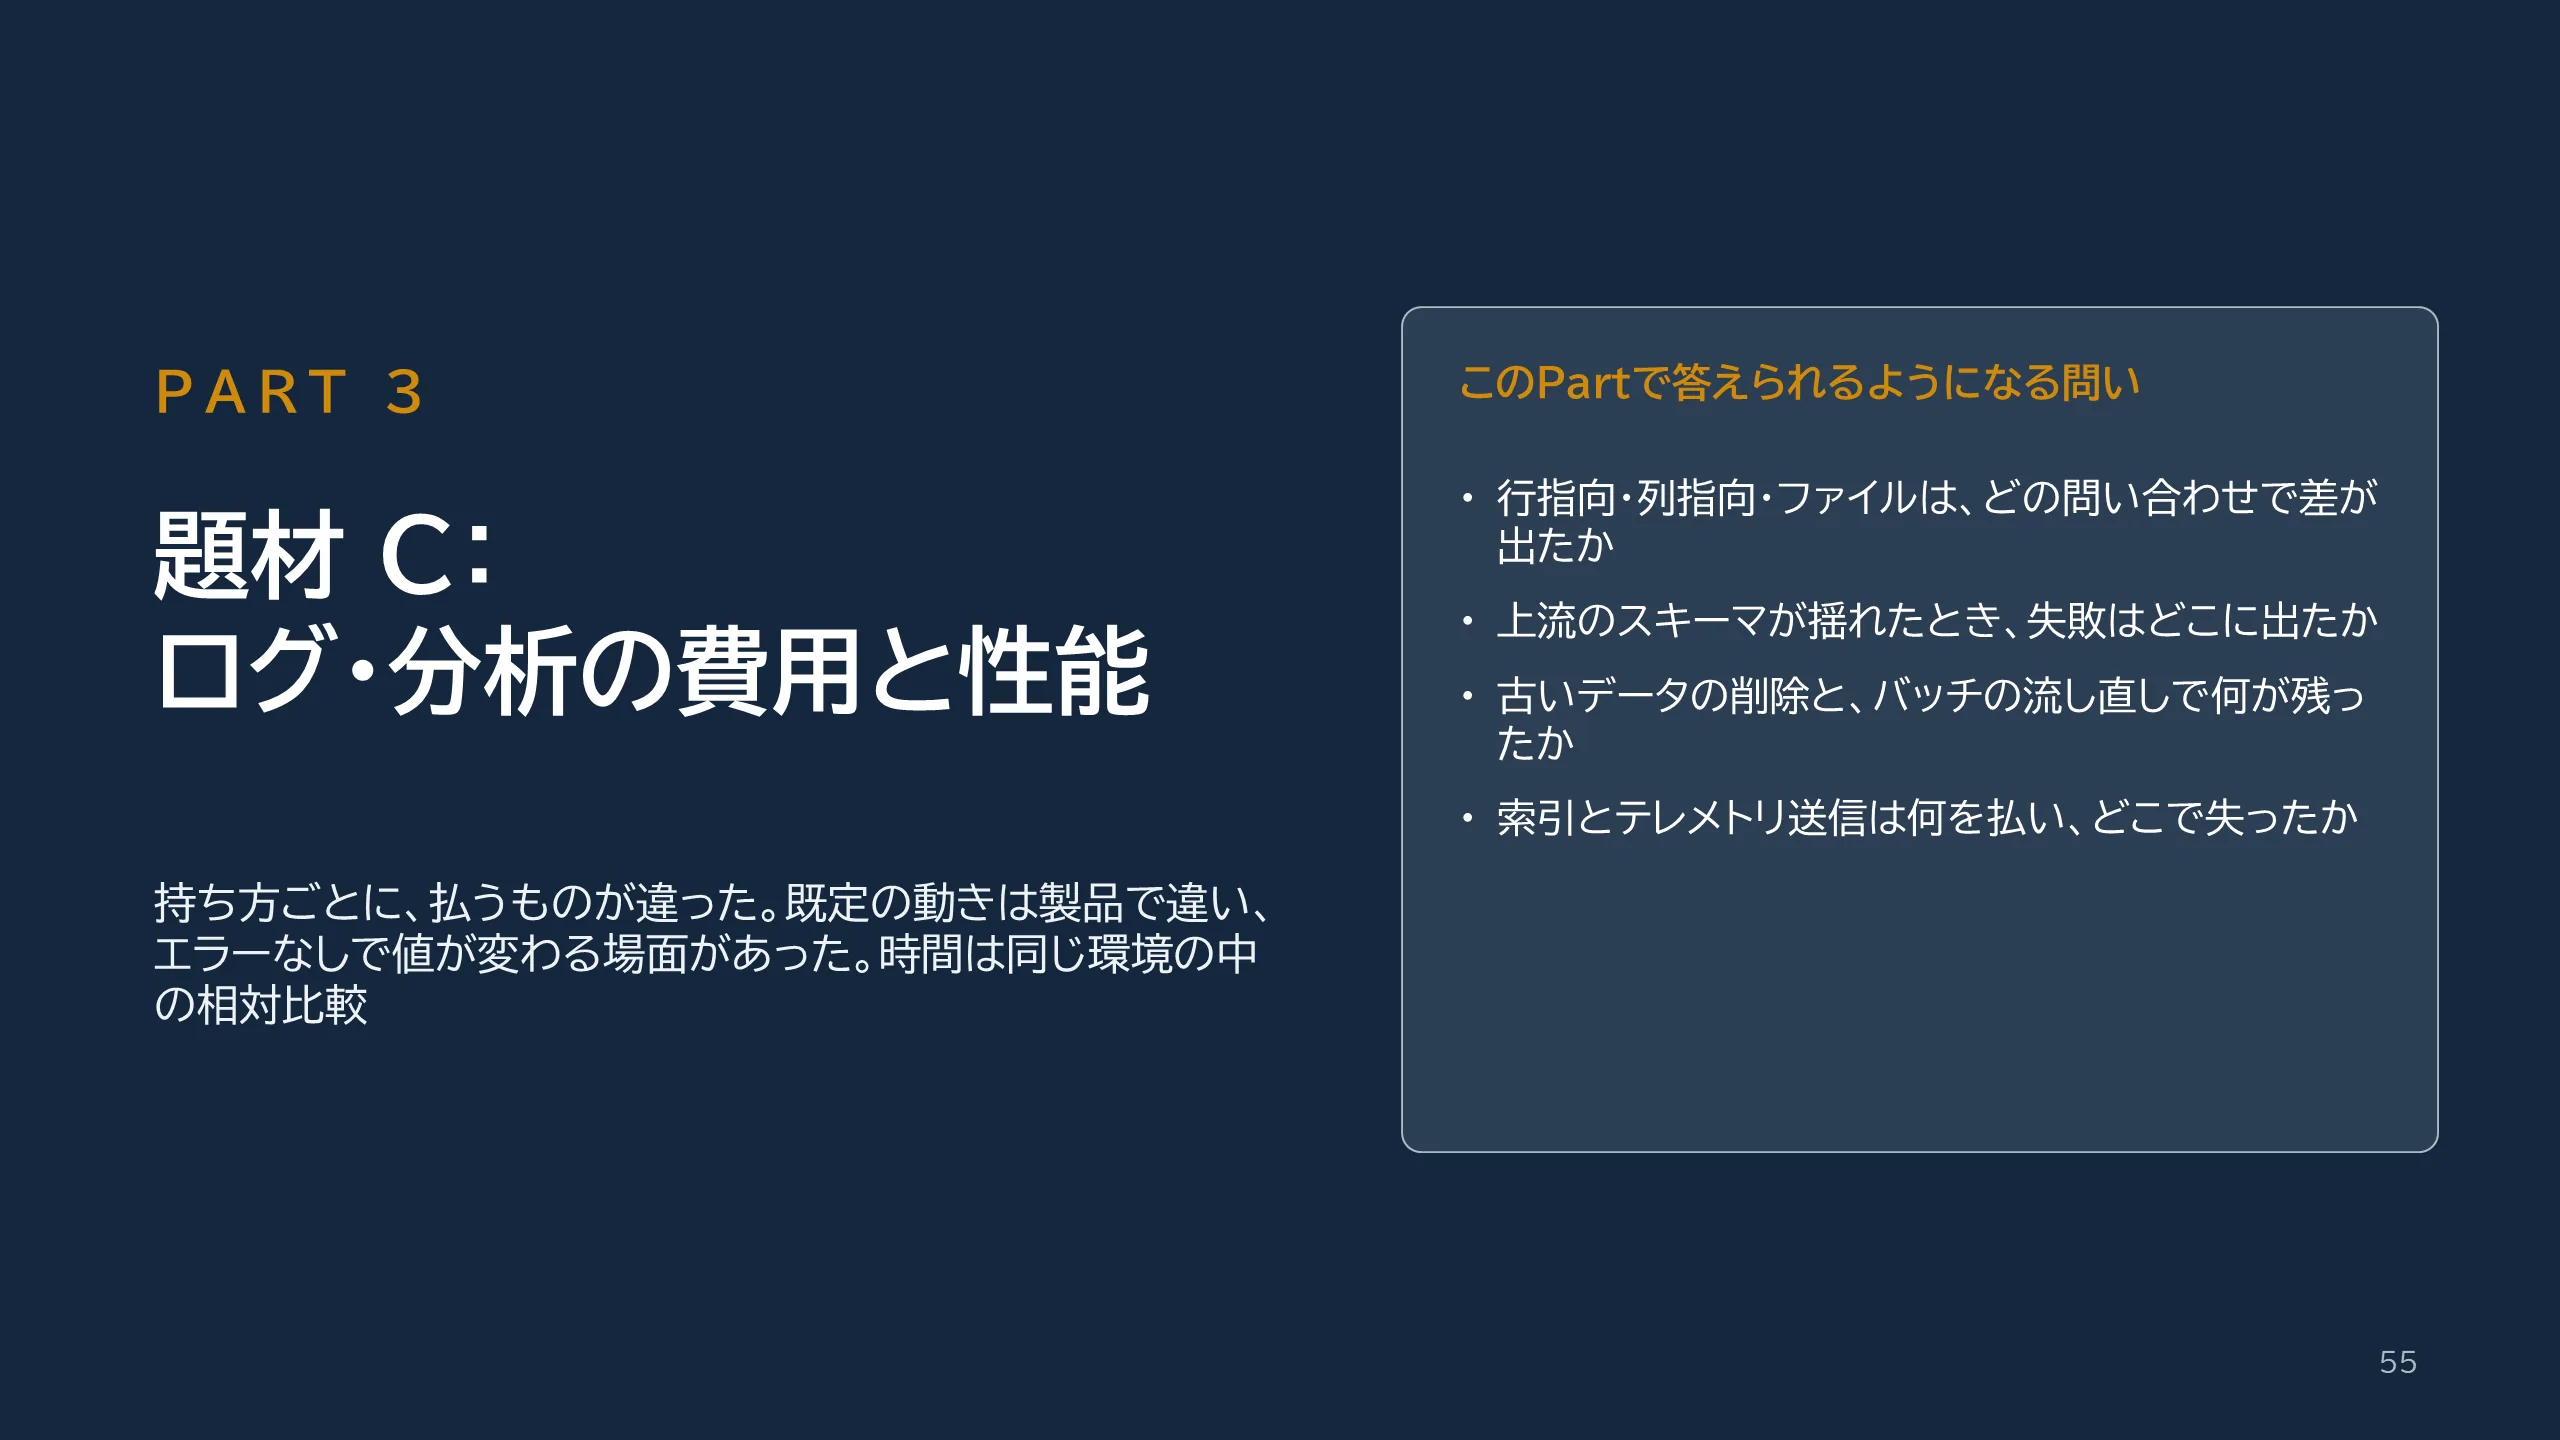 PART 3
題材 C：
ログ・分析の費用と性能
持ち方ごとに、払うものが違った。既定の動きは製品で違い、
エラーなしで値が変わる場面があった。時間は同じ環境の中
の相対比較
このPartで答えられるようになる問い
• 行指向・列指向・ファイルは、どの問い合わせで差が
出たか
• 上流のスキーマが揺れたとき、失敗はどこに出たか
• 古いデータの削除と、バッチの流し直しで何が残っ
たか
• 索引とテレメトリ送信は何を払い、どこで失ったか
55